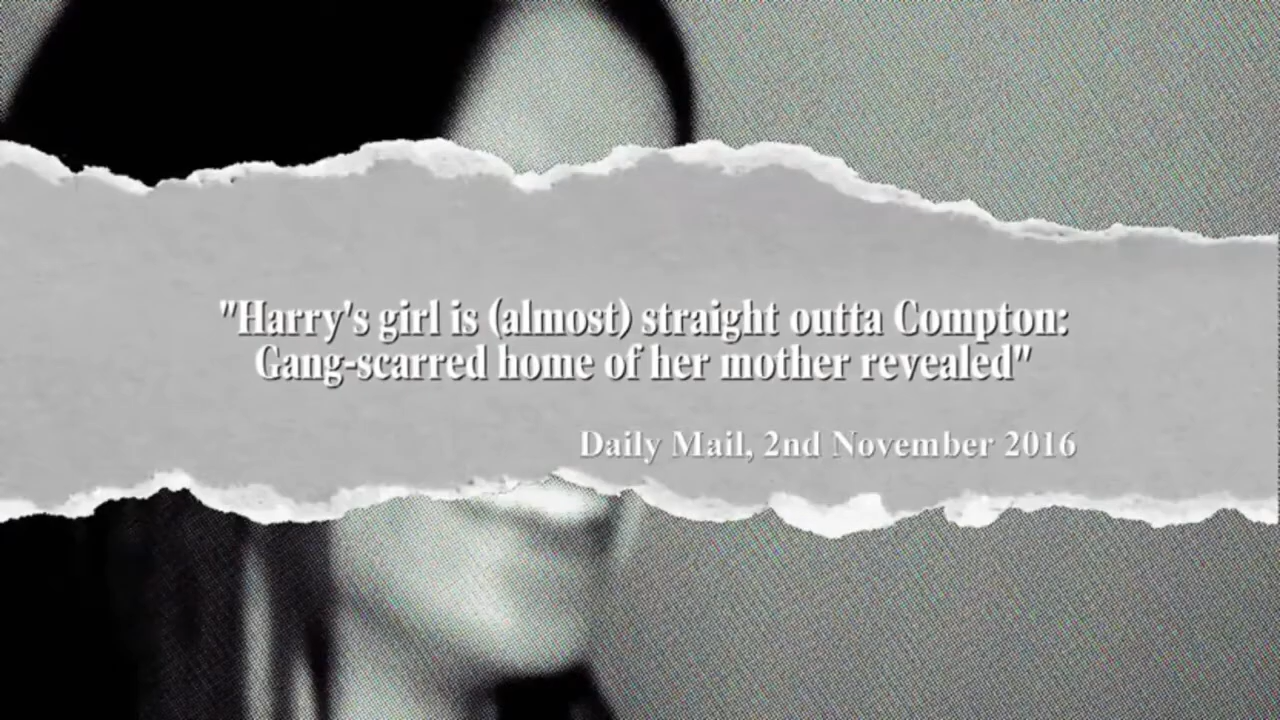 "Harry's girl is (almost) straight outta Compton:
Gang-scarred home of her mother revealed"
Daily Mail, 2nd November 2016